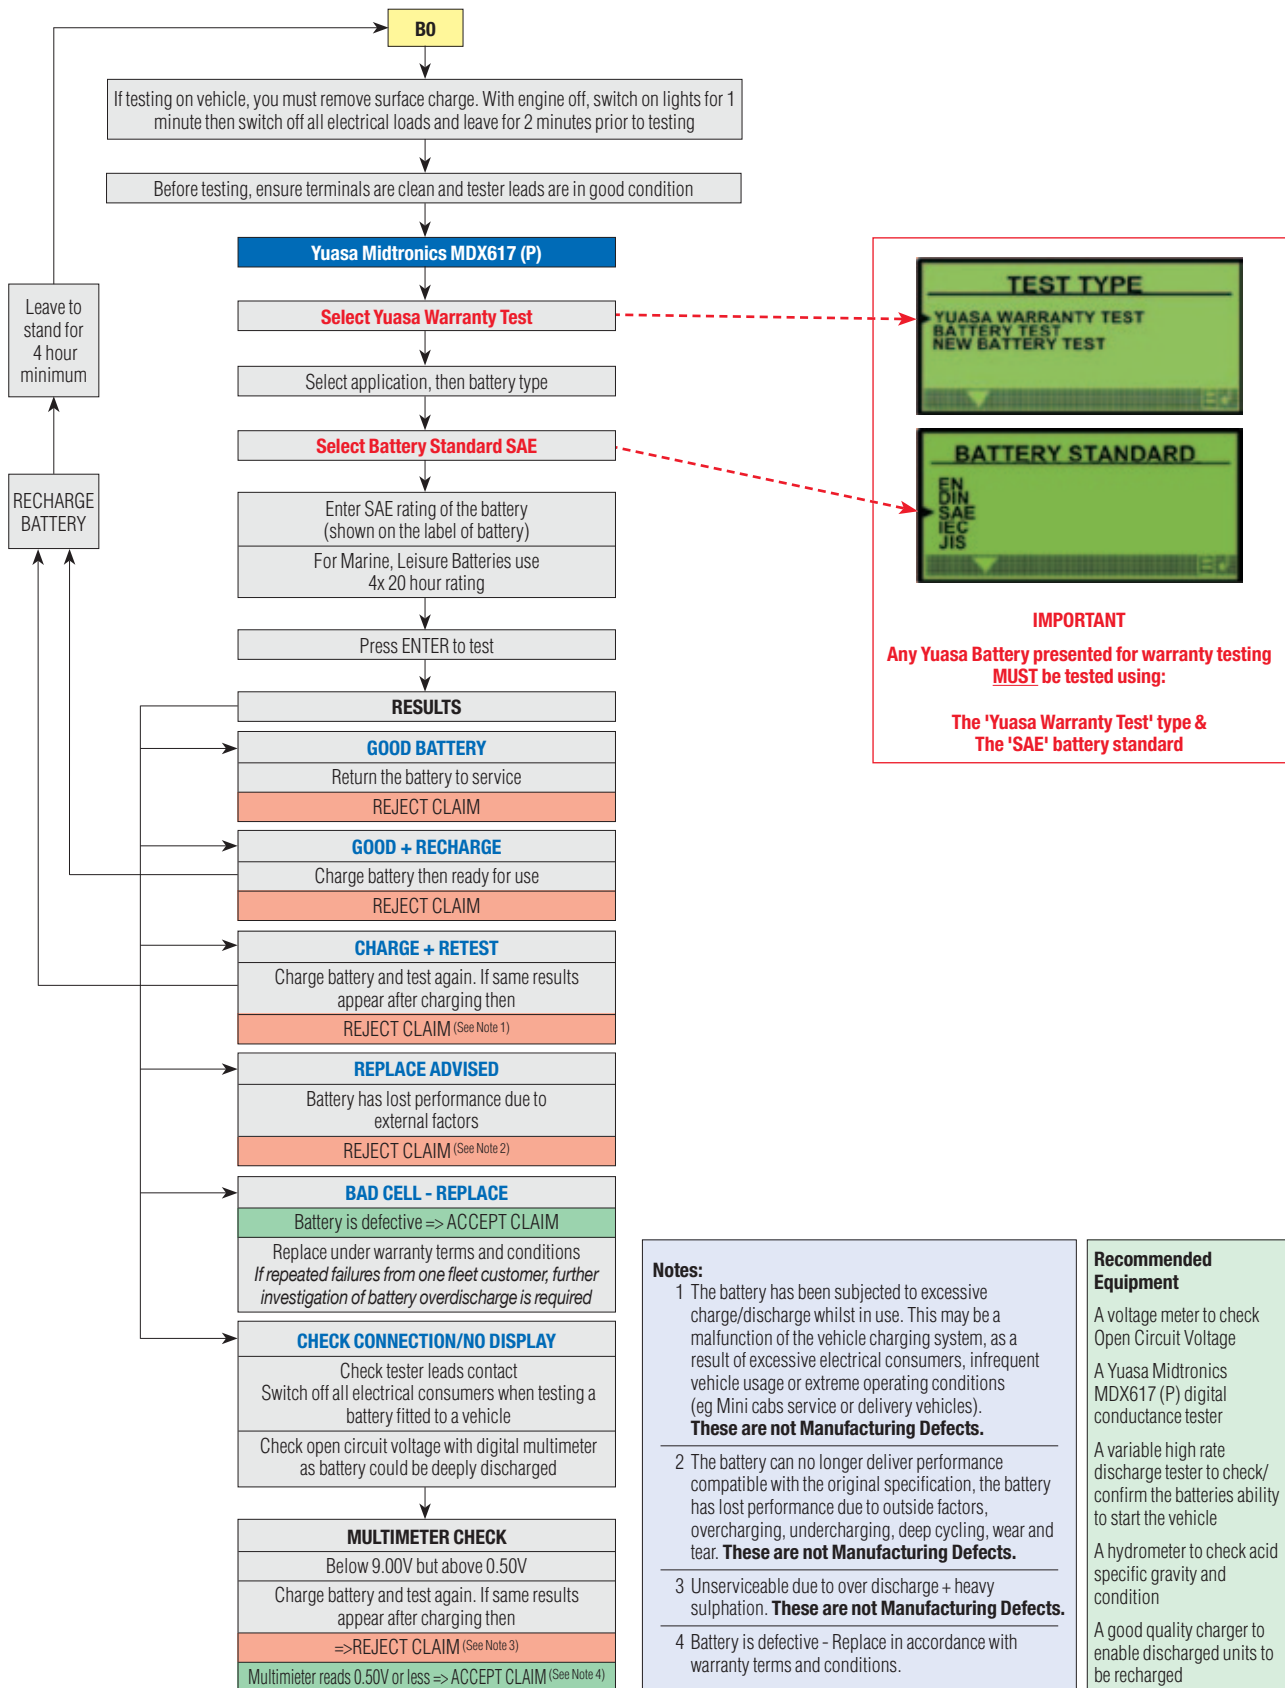 B0
If testing on vehicle, you must remove surface charge. With engine off, switch on lights for 1
minute then switch off all electrical loads and leave for 2 minutes prior to testing
Before testing, ensure terminals are clean and tester leads are in good condition
Yuasa Midtronics MDX617 (P)
Select Yuasa Warranty Test
Select application, then battery type
Select Battery Standard SAE
Enter SAE rating of the battery
(shown on the label of battery)
For Marine, Leisure Batteries use
4x 20 hour rating
Press ENTER to test
Leave to
stand for
4 hour
minimum
RECHARGE
BATTERY
TEST TYPE
YUASA WARRANTY TEST
BATTERY TEST
NEW BATTERY TEST
BATTERY STANDARD
EN
DIN
SAE
IEC
JIS
IMPORTANT
Any Yuasa Battery presented for warranty testing
MUST be tested using:
The 'Yuasa Warranty Test' type &
The 'SAE' battery standard
RESULTS
GOOD BATTERY
Return the battery to service
REJECT CLAIM
GOOD + RECHARGE
Charge battery then ready for use
REJECT CLAIM
CHARGE + RETEST
Charge battery and test again. If same results
appear after charging then
REJECT CLAIM (See Note 1)
REPLACE ADVISED
Battery has lost performance due to
external factors
REJECT CLAIM (See Note 2)
BAD CELL - REPLACE
Battery is defective => ACCEPT CLAIM
Replace under warranty terms and conditions
If repeated failures from one fleet customer, further
investigation of battery overdischarge is required
CHECK CONNECTION/NO DISPLAY
Check tester leads contact
Switch off all electrical consumers when testing a
battery fitted to a vehicle
Check open circuit voltage with digital multimeter
as battery could be deeply discharged
MULTIMETER CHECK
Below 9.00V but above 0.50V
Charge battery and test again. If same results
appear after charging then
=>REJECT CLAIM (See Note 3)
Multimieter reads 0.50V or less => ACCEPT CLAIM (See Note 4)
Notes:
1 The battery has been subjected to excessive
charge/discharge whilst in use. This may be a
malfunction of the vehicle charging system, as a
result of excessive electrical consumers, infrequent
vehicle usage or extreme operating conditions
(eg Mini cabs service or delivery vehicles).
These are not Manufacturing Defects.
2 The battery can no longer deliver performance
compatible with the original specification, the battery
has lost performance due to outside factors,
overcharging, undercharging, deep cycling, wear and
tear. These are not Manufacturing Defects.
3 Unserviceable due to over discharge + heavy
sulphation. These are not Manufacturing Defects.
4 Battery is defective - Replace in accordance with
warranty terms and conditions.
Recommended
Equipment
A voltage meter to check
Open Circuit Voltage
A Yuasa Midtronics
MDX617 (P) digital
conductance tester
A variable high rate
discharge tester to check/
confirm the batteries ability
to start the vehicle
A hydrometer to check acid
specific gravity and
condition
A good quality charger to
enable discharged units to
be recharged